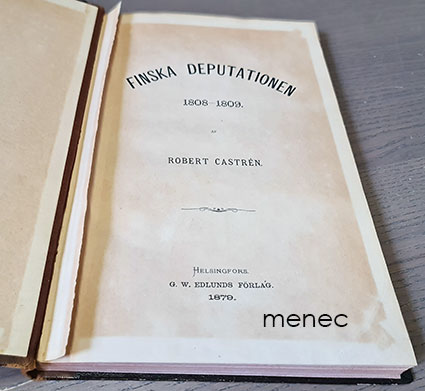 FINSKA DEPUTATIONEN
1808–1809.
AF
ROBERT CASTRÉN.
HELSINGFORS.
G. W. EDLUNDS FÖRLAG.
1879.
menec